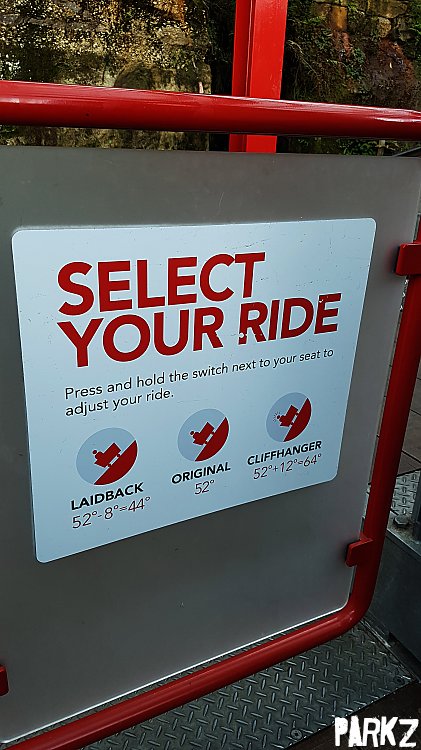 SELECT
YOUR RIDE
Press and hold the switch next to your seat to
adjust your ride.
LAIDBACK
52°-8°=44°
ORIGINAL
52°
CLIFFHANGER
52°+12°=64°
PARKZ